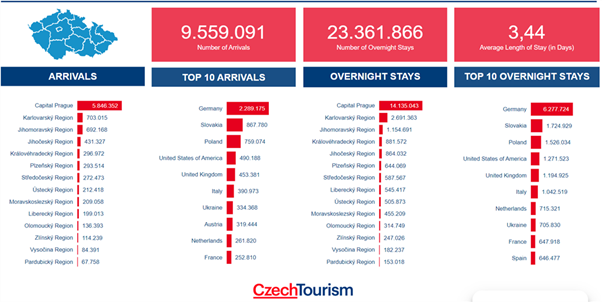 9.559.091
Number of Arrivals
23.361.866
Number of Overnight Stays
3,44
Average Length of Stay (in Days)
ARRIVALS
Capital Prague 5.846.352
Karlovarský Region 703.015
Jihomoravský Region 692.168
Jihočeský Region 431.327
Královéhradecký Region 296.972
Plzeňský Region 293.514
Středočeský Region 272.473
Ústecký Region 212.418
Moravskoslezský Region 209.058
Liberecký Region 199.013
Olomoucký Region 136.393
Zlínský Region 114.239
Vysočina Region 84.391
Pardubický Region 67.758
TOP 10 ARRIVALS
Germany 2.289.175
Slovakia 867.780
Poland 759.074
United States of America 490.188
United Kingdom 453.381
Italy 390.973
Ukraine 334.368
Austria 319.444
Netherlands 261.820
France 252.810
OVERNIGHT STAYS
Capital Prague 14.135.043
Karlovarský Region 2.691.363
Jihomoravský Region 1.154.691
Královéhradecký Region 881.572
Jihočeský Region 864.032
Plzeňský Region 644.069
Středočeský Region 587.567
Liberecký Region 545.417
Ústecký Region 505.873
Moravskoslezský Region 455.209
Olomoucký Region 314.749
Zlínský Region 247.026
Vysočina Region 182.237
Pardubický Region 153.018
TOP 10 OVERNIGHT STAYS
Germany 6.277.724
Slovakia 1.724.929
Poland 1.526.034
United States of America 1.271.523
United Kingdom 1.194.925
Italy 1.042.519
Netherlands 715.321
Ukraine 705.830
France 647.918
Spain 646.477
CzechTourism